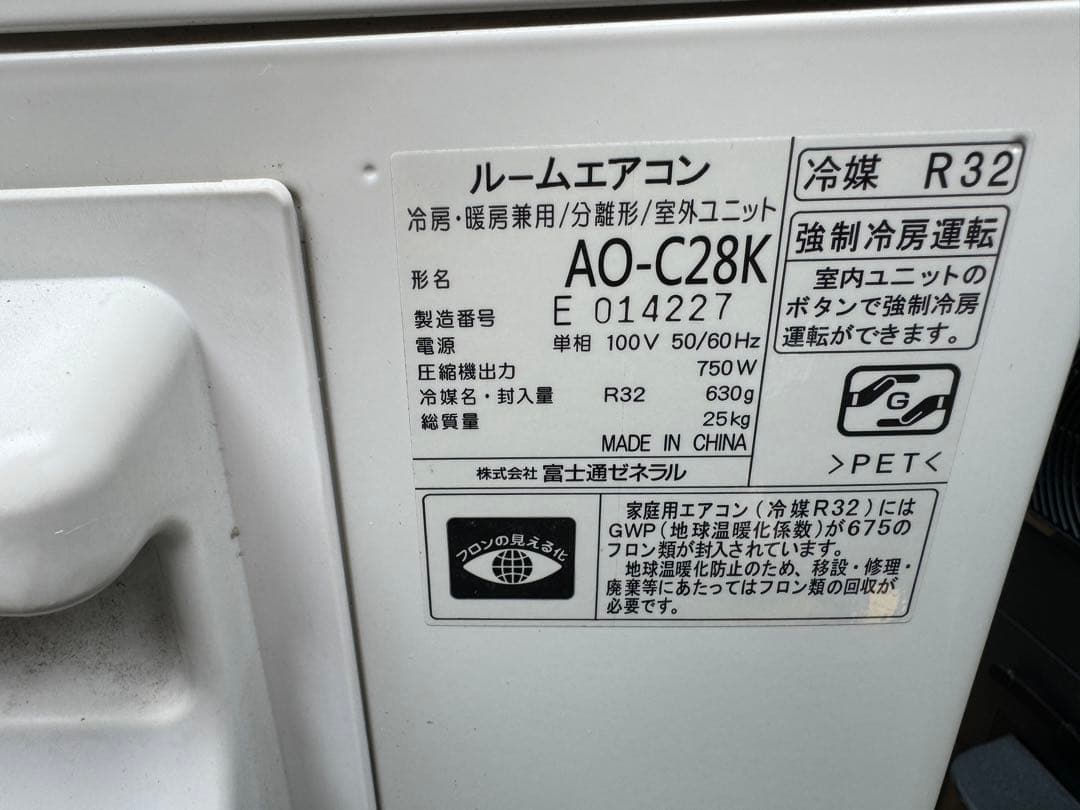 ルームエアコン
冷房・暖房兼用/分離形/室外ユニット
形名 AO-C28K
製造番号 E 014227
電源 単相 100V 50/60Hz
圧縮機出力 750W
冷媒名・封入量 R32 630g
総質量 25kg
MADE IN CHINA
株式会社 富士通ゼネラル
冷媒 R32
強制冷房運転
室内ユニットの
ボタンで強制冷房
運転ができます。
G
>PET<
フロンの見える化
家庭用エアコン(冷媒R32)には
GWP(地球温暖化係数)が675の
フロン類が封入されています。
地球温暖化防止のため、移設・修理・
廃棄等にあたってはフロン類の回収が
必要です。